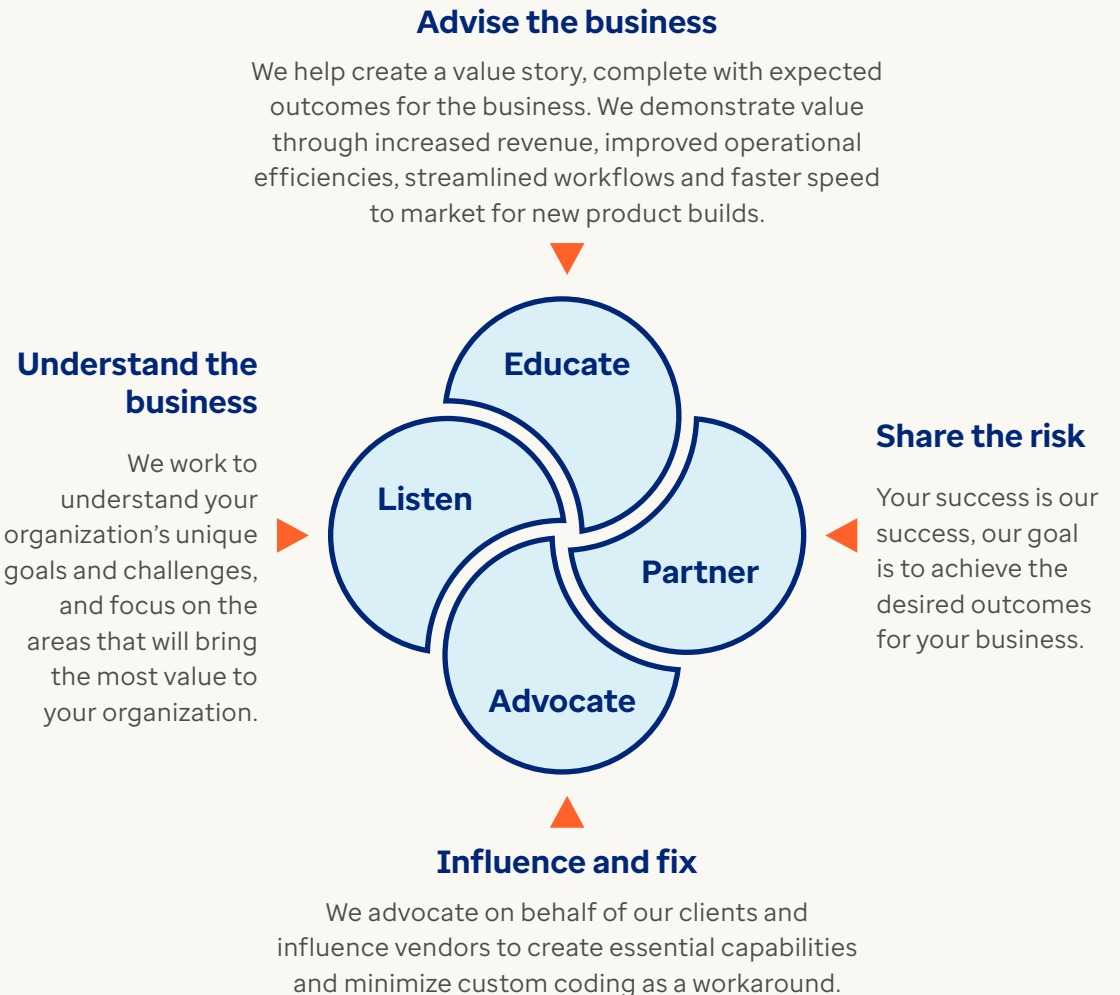 Advise the business
We help create a value story, complete with expected
outcomes for the business. We demonstrate value
through increased revenue, improved operational
efficiencies, streamlined workflows and faster speed
to market for new product builds.
Educate
Understand the
business
We work to
understand your
organization’s unique
goals and challenges,
and focus on the
areas that will bring
the most value to
your organization.
Listen
Share the risk
Your success is our
success, our goal
is to achieve the
desired outcomes
for your business.
Partner
Advocate
Influence and fix
We advocate on behalf of our clients and
influence vendors to create essential capabilities
and minimize custom coding as a workaround.